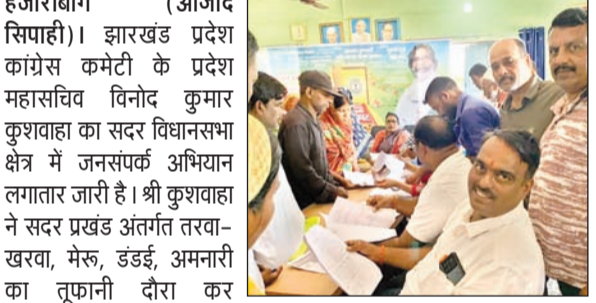 हजारीबाग (आजाद
सिपाही)। झारखंड प्रदेश
कांग्रेस कमेटी के प्रदेश
महासचिव विनोद कुमार
कुशवाहा का सदर विधानसभा
क्षेत्र में जनसंपर्क अभियान
लगातार जारी है। श्री कुशवाहा
ने सदर प्रखंड अंतर्गत तरवा-
खरवा, मेरू, डंडई, अमनारी
का तूफानी दौरा कर